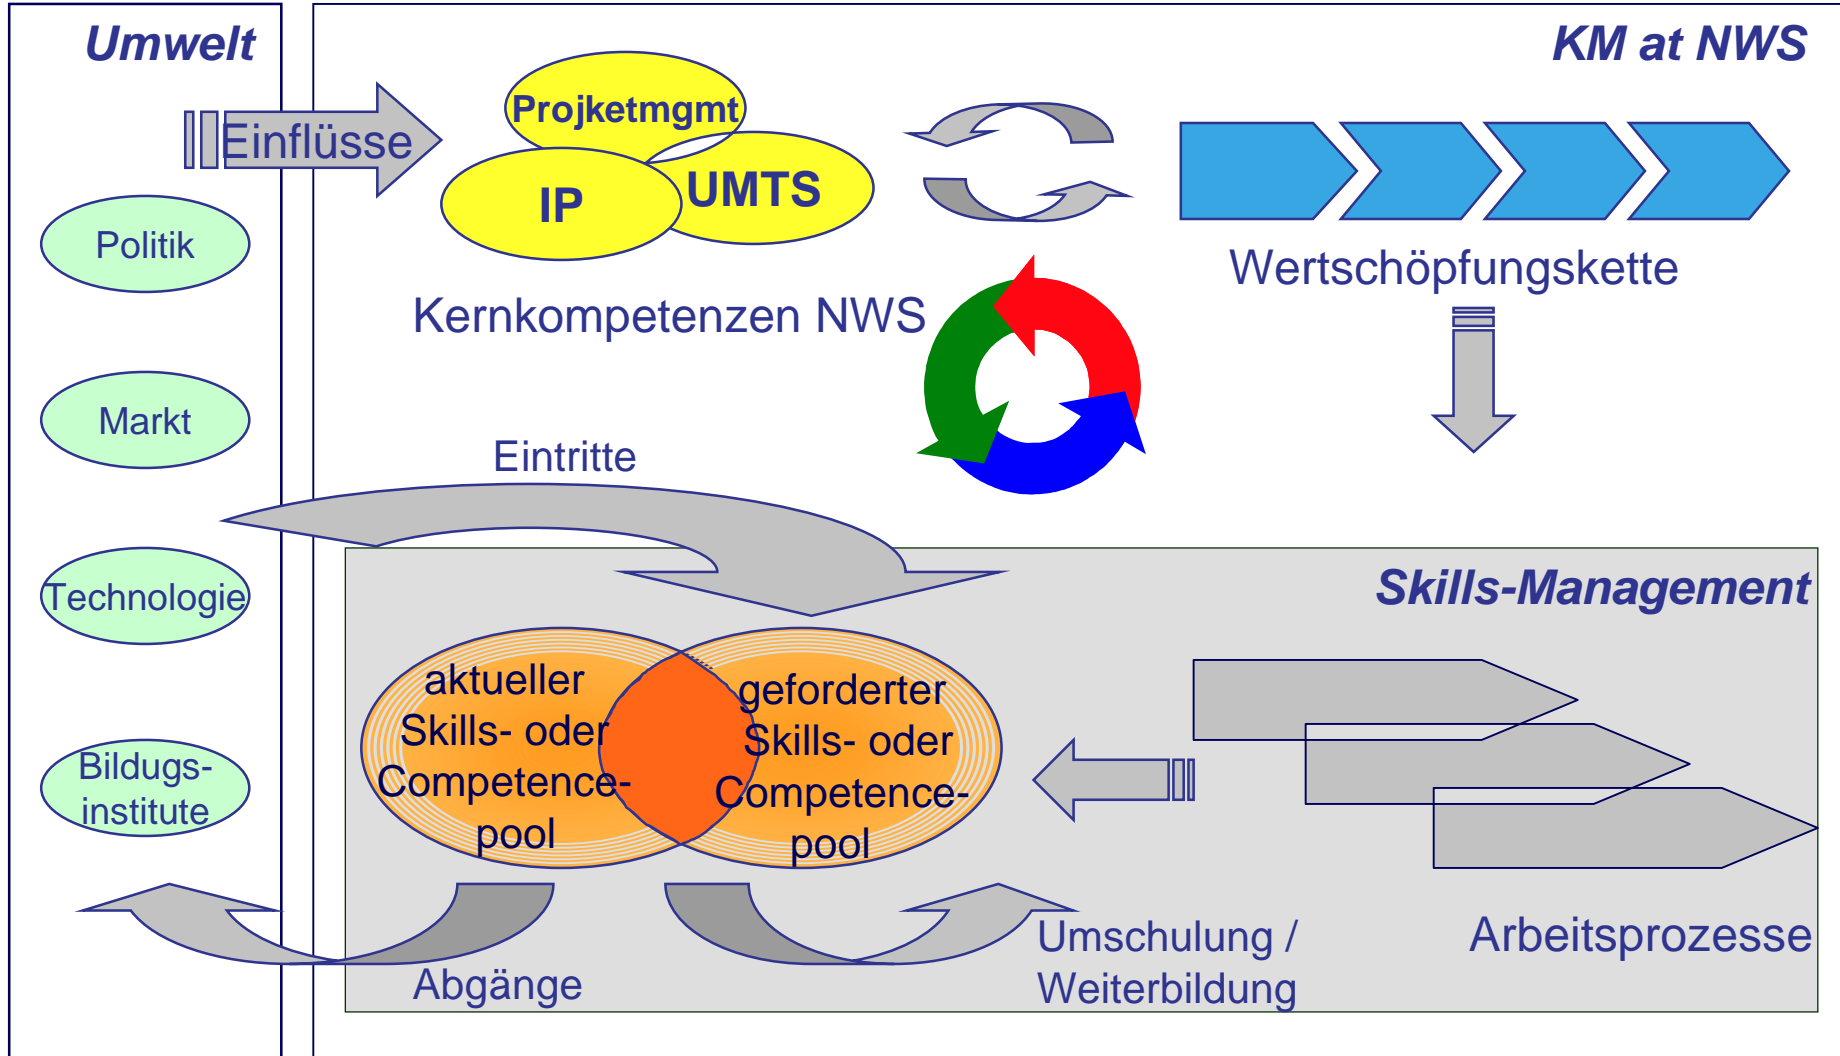 Umwelt
Einflüsse
Politik
Markt
Technologie
Bildugs-
institute
KM at NWS
Projketmgmt
IP
UMTS
Kernkompetenzen NWS
Wertschöpfungskette
Eintritte
Skills-Management
aktueller
Skills- oder
Competence-
pool
geforderter
Skills- oder
Competence-
pool
Abgänge
Umschulung /
Weiterbildung
Arbeitsprozesse